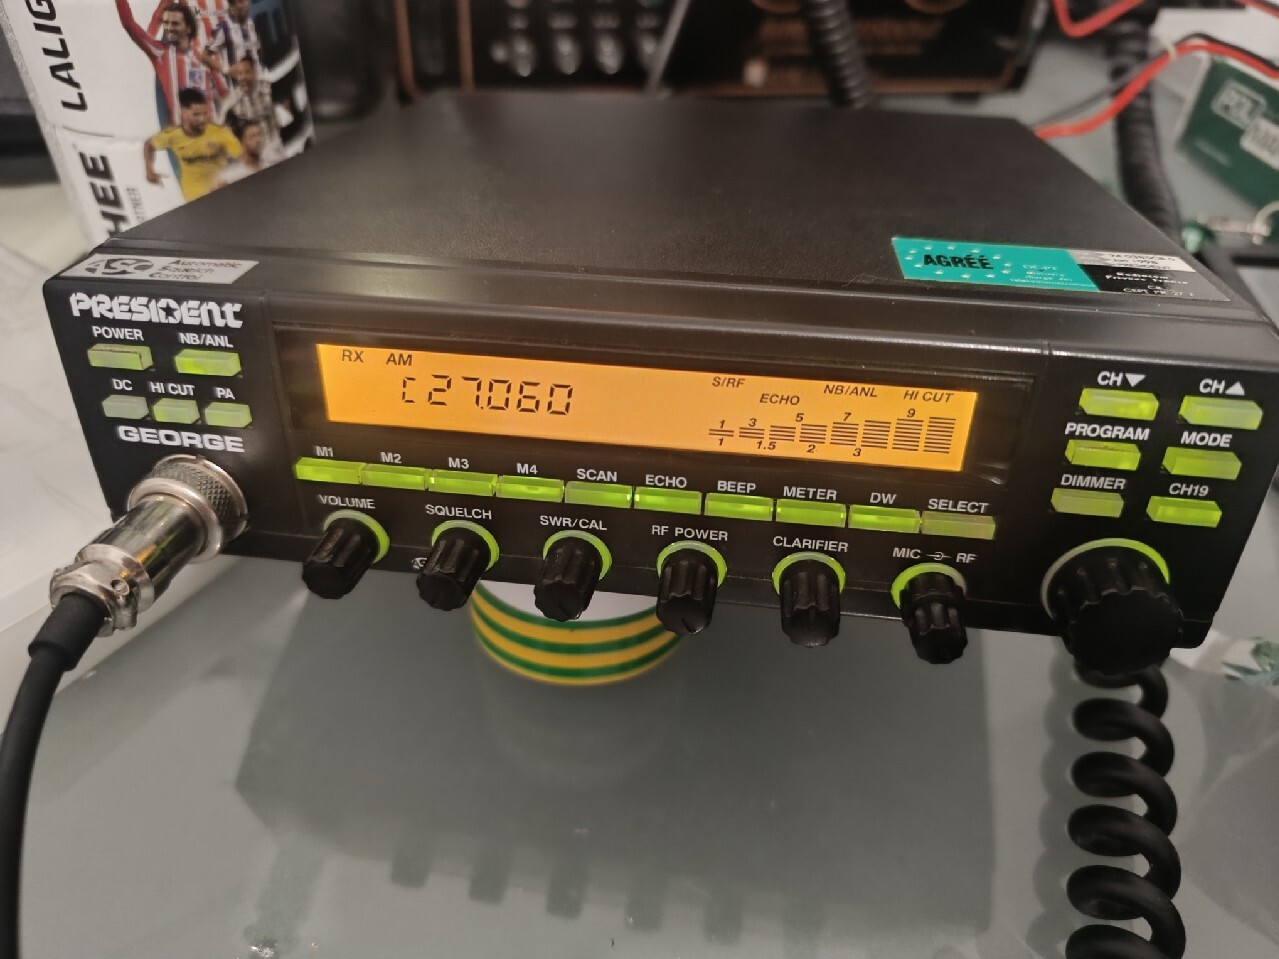 LALIG
HEE
ASC Automatic
Squelch
Control
AGRÉÉ
PRESIDENT
POWER NB/ANL
DC HI CUT PA
GEORGE
RX AM
C 27.060
S/RF ECHO NB/ANL HI CUT
1 3 5 7 9
1 1.5 2 3
M1 M2 M3 M4 SCAN ECHO BEEP METER DW SELECT
VOLUME SQUELCH SWR/CAL RF POWER CLARIFIER MIC RF
CH▼ CH▲
PROGRAM MODE
DIMMER CH19